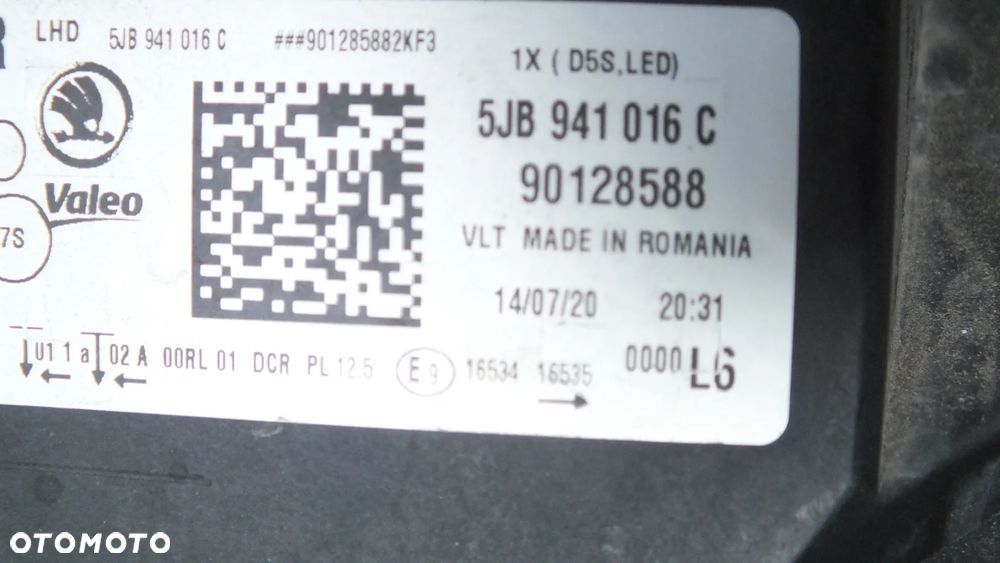 R LHD 5JB 941 016 C ###901285882KF3
1X ( D5S,LED)
5JB 941 016 C
90128588
Valeo
7S
VLT MADE IN ROMANIA
14/07/20 20:31
U1 1 a 02 A 00RL 01 DCR PL 12.5 E 9 16534 16535 0000 L6
OTOMOTO